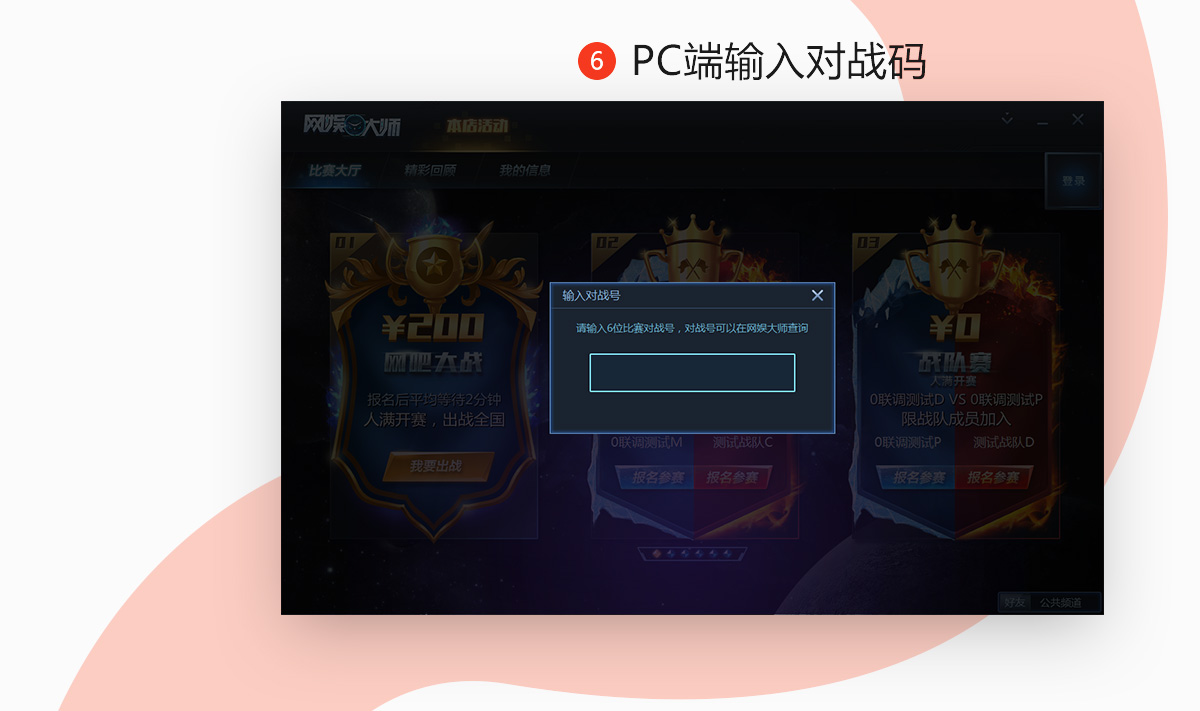 6 PC端输入对战码
网娱大师 本店活动
比赛大厅 精彩回顾 我的信息
登录
01
¥200
网吧大战
报名后平均等待2分钟
人满开赛，出战全国
我要出战
02
输入对战号
请输入6位比赛对战号，对战号可以在网娱大师查询
0联调测试M 测试战队C
报名参赛 报名参赛
03
¥0
战队赛
人满开赛
0联调测试D VS 0联调测试P
限战队成员加入
0联调测试P 测试战队D
报名参赛 报名参赛
好友 公共频道